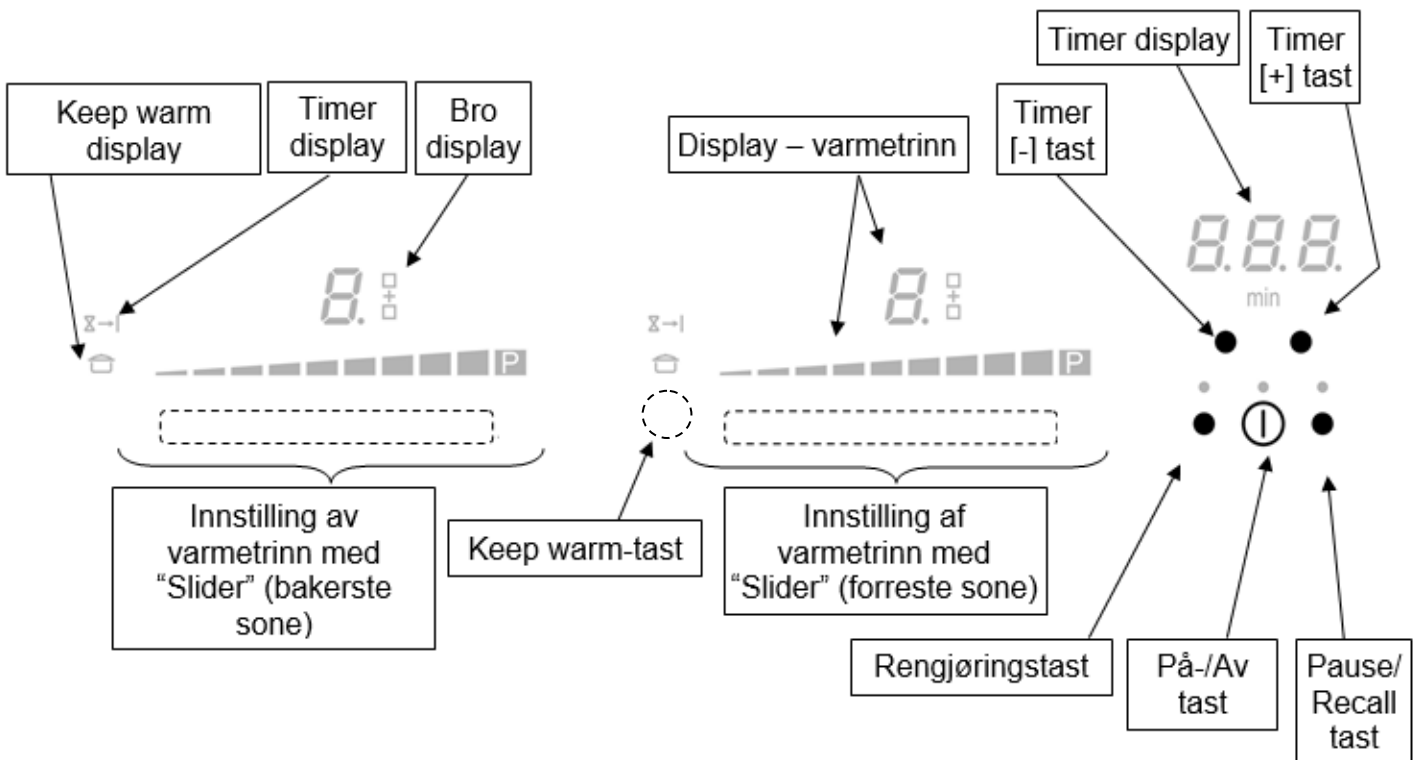 Timer display
Timer
[+] tast
Keep warm
display
Timer
display
Bro
display
Display – varmetrinn
Timer
[-] tast
8.
8.
8.8.8.
min
P
P
Innstilling av
varmetrinn med
“Slider” (bakerste
sone)
Keep warm-tast
Innstilling af
varmetrinn med
“Slider” (forreste sone)
Rengjøringstast
På-/Av
tast
Pause/
Recall
tast